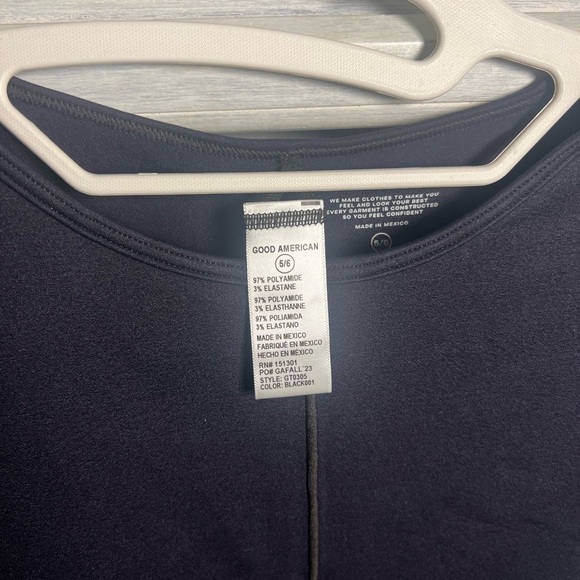 WE MAKE CLOTHES TO MAKE YOU
FEEL AND LOOK YOUR BEST
EVERY GARMENT IS CONSTRUCTED
SO YOU FEEL CONFIDENT
MADE IN MEXICO
5/6
GOOD AMERICAN
5/6
97% POLYAMIDE
3% ELASTANE
97% POLYAMIDE
3% ELASTHANNE
97% POLIAMIDA
3% ELASTANO
MADE IN MEXICO
FABRIQUÉ EN MEXICO
HECHO EN MEXICO
RN# 151301
PO# GAFALL´23
STYLE: GT0305
COLOR: BLACK001